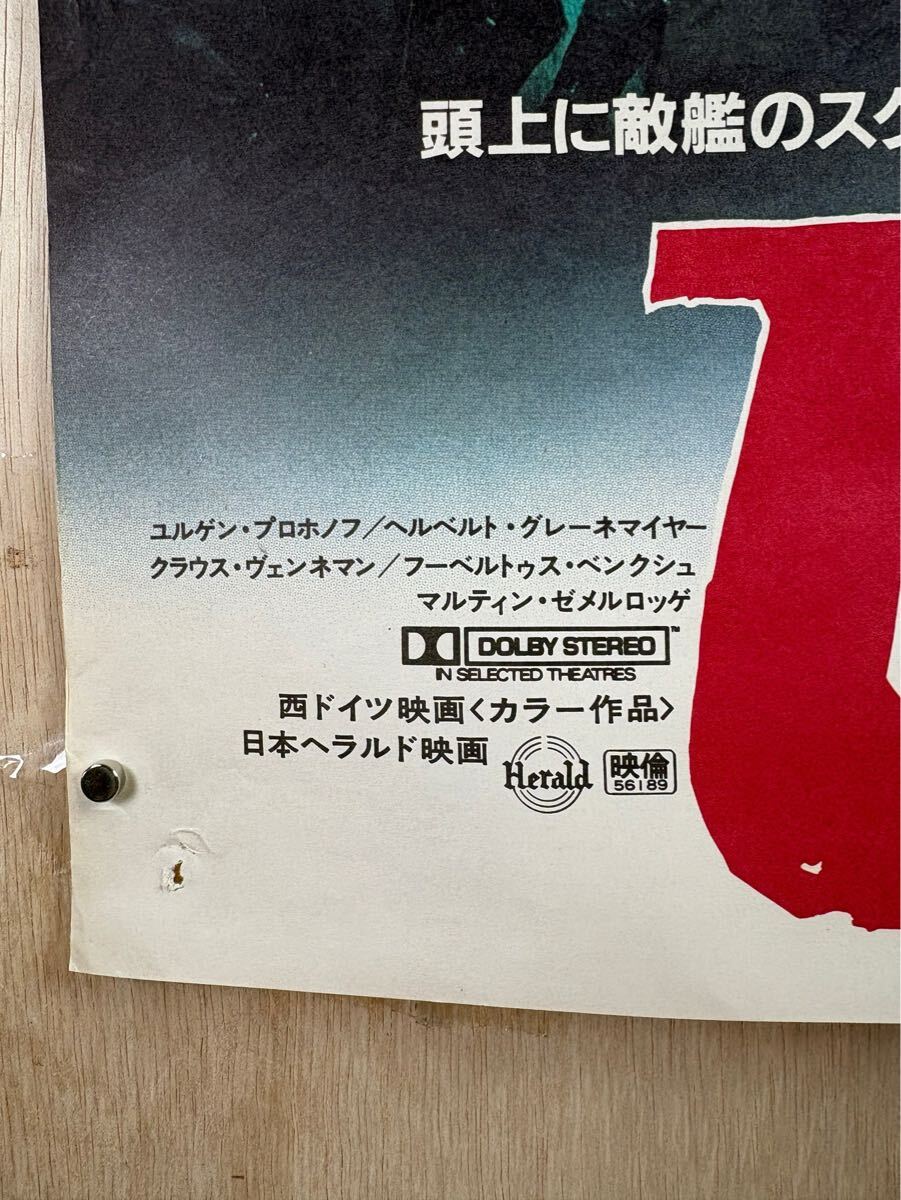 頭上に敵艦のスク
U
ユルゲン・プロホノフ/ヘルベルト・グレーネマイヤー
クラウス・ヴェンネマン/フーベルトゥス・ベンクシュ
マルティン・ゼメルロッゲ
DOLBY STEREO™
IN SELECTED THEATRES
西ドイツ映画<カラー作品>
日本ヘラルド映画 Herald 映倫
56189